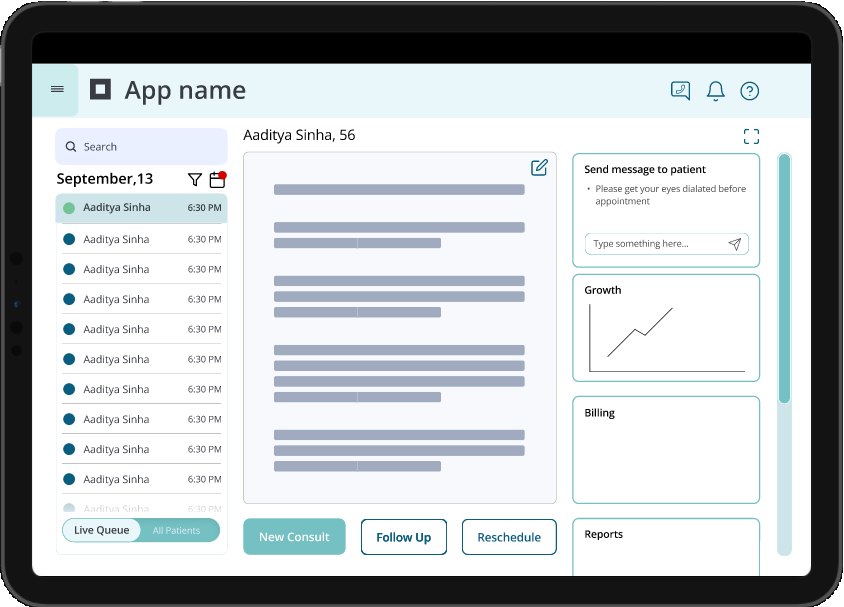 App name
Search
September,13
Aaditya Sinha 6:30 PM
Aaditya Sinha 6:30 PM
Aaditya Sinha 6:30 PM
Aaditya Sinha 6:30 PM
Aaditya Sinha 6:30 PM
Aaditya Sinha 6:30 PM
Aaditya Sinha 6:30 PM
Aaditya Sinha 6:30 PM
Aaditya Sinha 6:30 PM
Aaditya Sinha 6:30 PM
Aaditya Sinha 6:30 PM
Live Queue All Patients
Aaditya Sinha, 56
New Consult Follow Up Reschedule
Send message to patient
• Please get your eyes dialated before
appointment
Type something here...
Growth
Billing
Reports